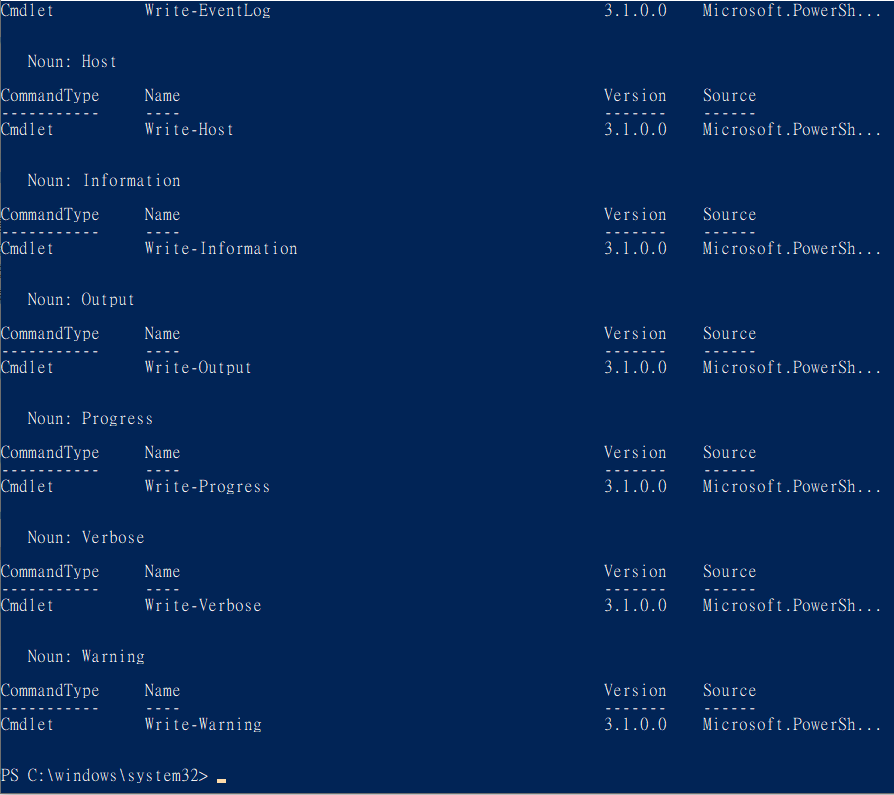 Cmdlet          Write-EventLog                                     3.1.0.0    Microsoft.PowerSh...
   Noun: Host
CommandType     Name                                               Version    Source
-----------     ----                                               -------    ------
Cmdlet          Write-Host                                         3.1.0.0    Microsoft.PowerSh...
   Noun: Information
CommandType     Name                                               Version    Source
-----------     ----                                               -------    ------
Cmdlet          Write-Information                                  3.1.0.0    Microsoft.PowerSh...
   Noun: Output
CommandType     Name                                               Version    Source
-----------     ----                                               -------    ------
Cmdlet          Write-Output                                       3.1.0.0    Microsoft.PowerSh...
   Noun: Progress
CommandType     Name                                               Version    Source
-----------     ----                                               -------    ------
Cmdlet          Write-Progress                                     3.1.0.0    Microsoft.PowerSh...
   Noun: Verbose
CommandType     Name                                               Version    Source
-----------     ----                                               -------    ------
Cmdlet          Write-Verbose                                      3.1.0.0    Microsoft.PowerSh...
   Noun: Warning
CommandType     Name                                               Version    Source
-----------     ----                                               -------    ------
Cmdlet          Write-Warning                                      3.1.0.0    Microsoft.PowerSh...
PS C:\windows\system32> _